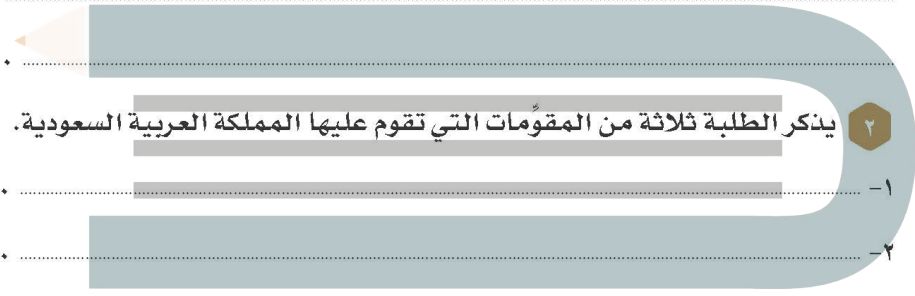 ٢ يذكر الطلبة ثلاثة من المقوِّمات التي تقوم عليها المملكة العربية السعودية.
١-
٢-